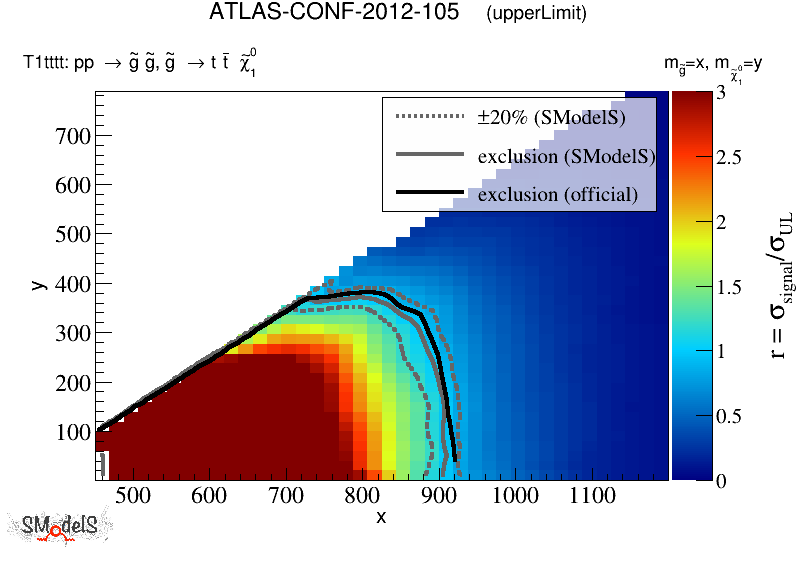 ATLAS-CONF-2012-105 (upperLimit)
T1tttt: pp → g̃ g̃, g̃ → t t̄ χ̃₁⁰
m_g̃=x, m_χ̃₁⁰=y
±20% (SModelS)
exclusion (SModelS)
exclusion (official)
y
700
600
500
400
300
200
100
500 600 700 800 900 1000 1100
x
3
2.5
2
1.5
1
0.5
0
r = σ_signal/σ_UL
SModelS